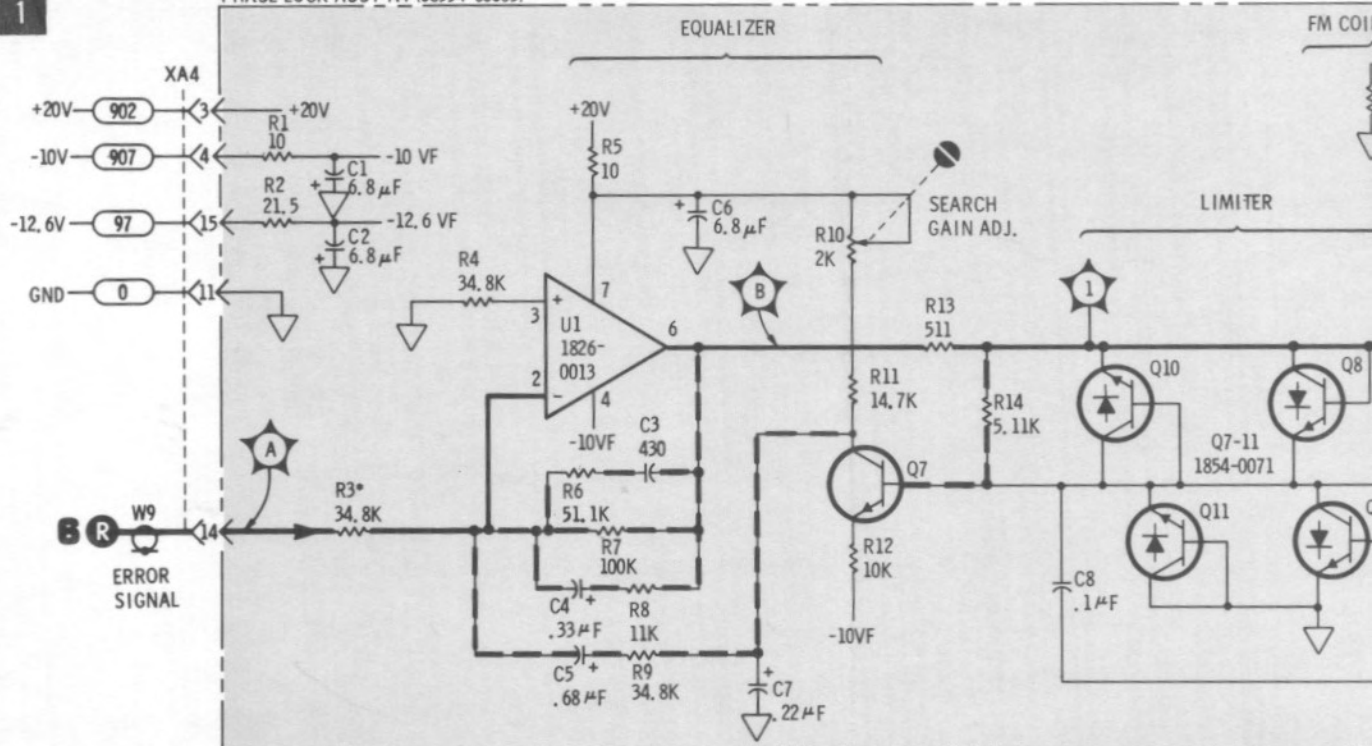 1
EQUALIZER
FM COI
XA4
+20V
902
3
+20V
-10V
907
4
R1
10
-10 VF
C1
6.8µF
R2
21.5
-12.6V
97
15
-12.6 VF
C2
6.8µF
GND
0
11
+20V
R5
10
C6
6.8µF
R10
2K
SEARCH
GAIN ADJ.
LIMITER
R4
34.8K
+
3
7
U1
1826-
0013
6
2
-
4
-10VF
B
R13
511
1
R11
14.7K
R14
5.11K
Q10
Q8
Q7-11
1854-0071
Q7
Q11
A
C3
430
R6
51.1K
R7
100K
R3*
34.8K
S
R
W9
14
ERROR
SIGNAL
C4
.33µF
R8
11K
C5
.68µF
R9
34.8K
R12
10K
-10VF
C7
.22µF
C8
.1µF